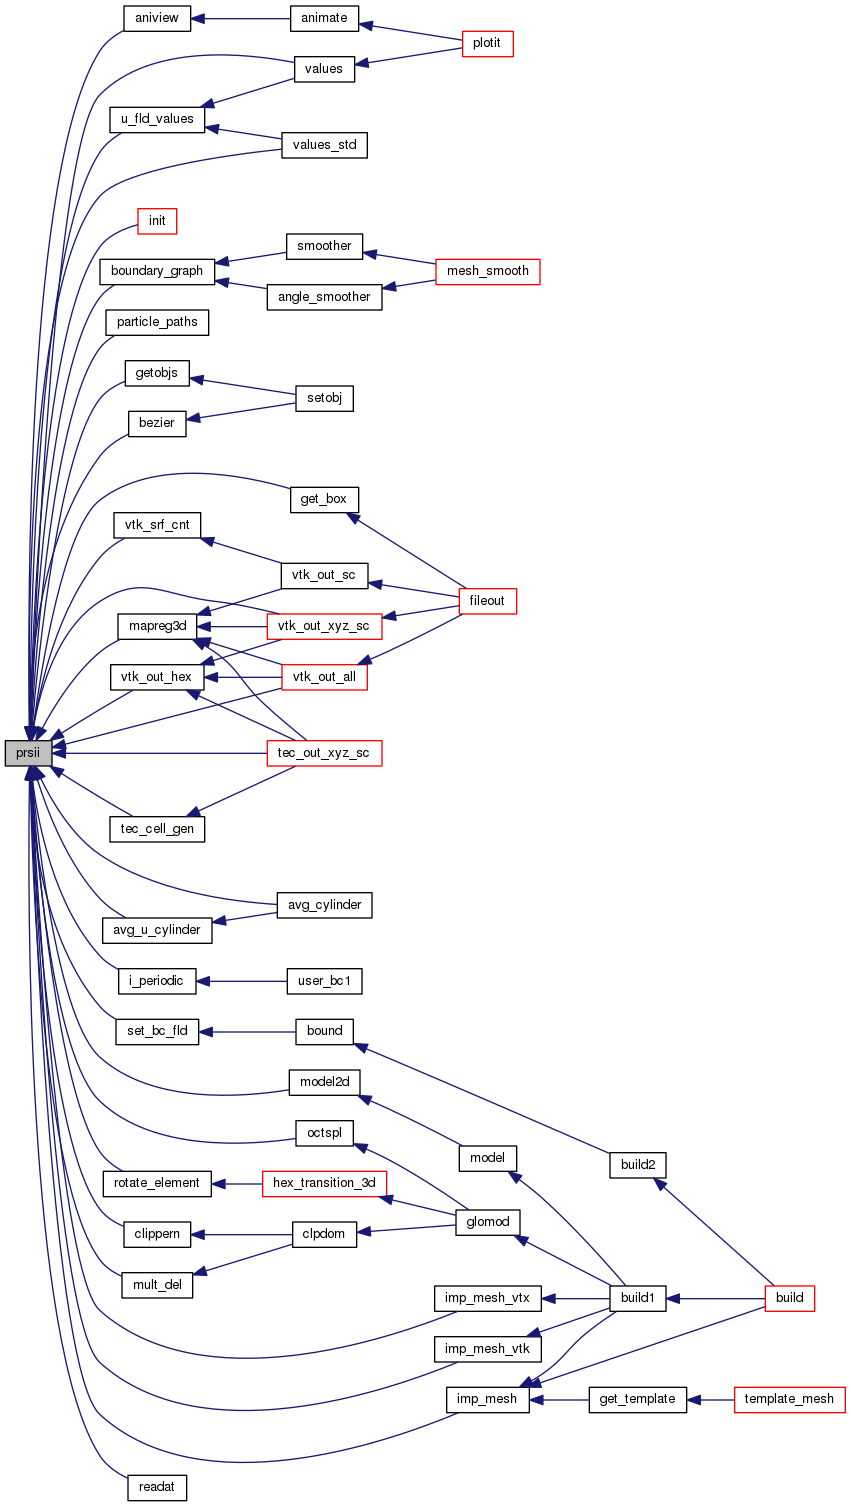 aniview
animate
plotit
values
u_fld_values
values_std
init
smoother
boundary_graph
mesh_smooth
angle_smoother
particle_paths
getobjs
setobj
bezier
get_box
vtk_srf_cnt
vtk_out_sc
fileout
mapreg3d
vtk_out_xyz_sc
vtk_out_hex
vtk_out_all
prsii
tec_out_xyz_sc
tec_cell_gen
avg_cylinder
avg_u_cylinder
i_periodic
user_bc1
set_bc_fld
bound
model2d
octspl
model
build2
rotate_element
hex_transition_3d
glomod
clippern
clpdom
mult_del
imp_mesh_vtx
build1
build
imp_mesh_vtk
imp_mesh
get_template
template_mesh
readat